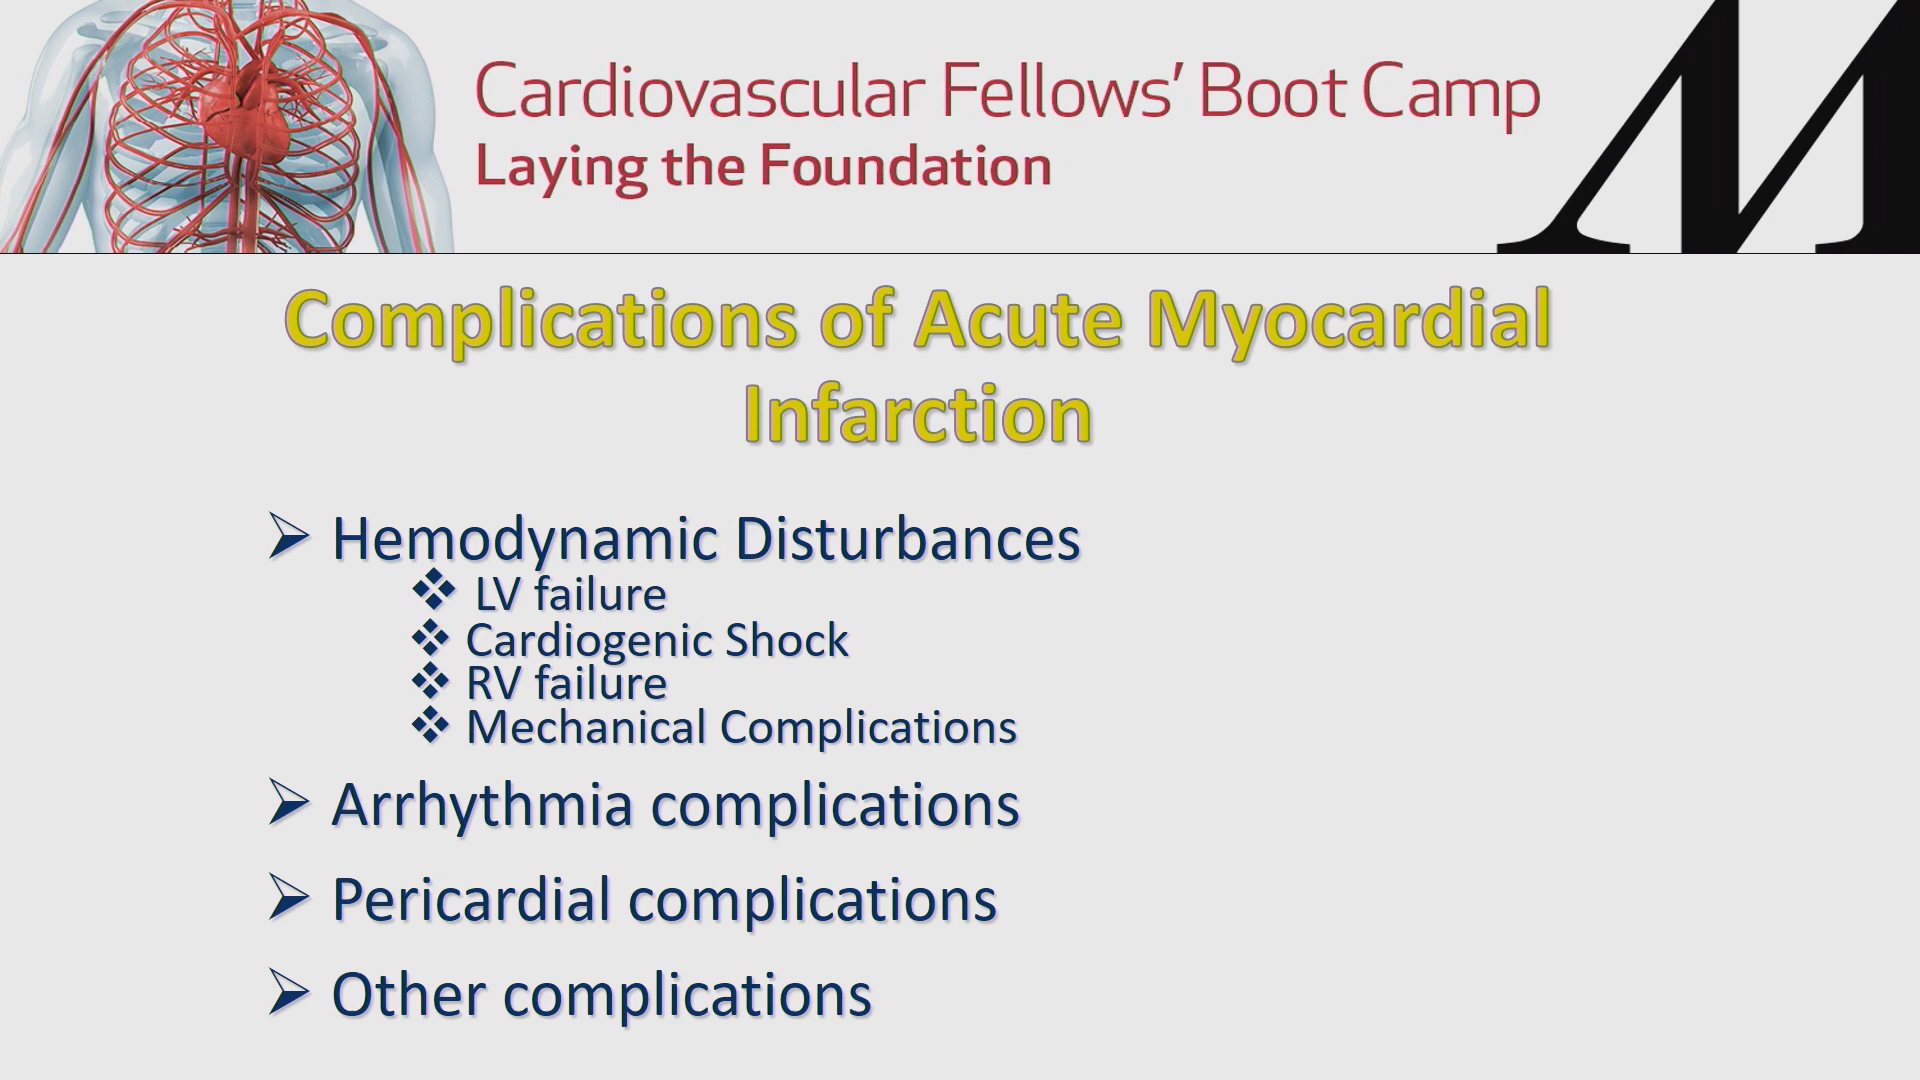 Cardiovascular Fellows' Boot Camp
Laying the Foundation
M
Complications of Acute Myocardial
Infarction
Hemodynamic Disturbances
LV failure
Cardiogenic Shock
RV failure
Mechanical Complications
Arrhythmia complications
Pericardial complications
Other complications